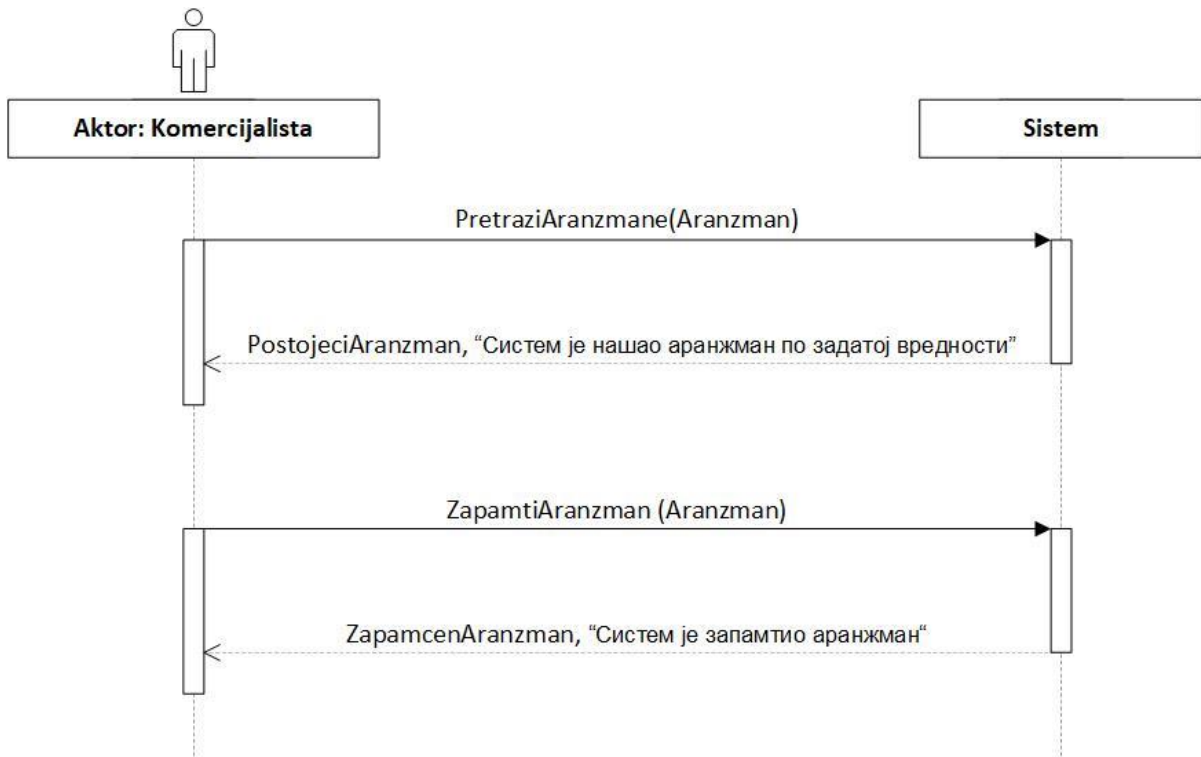 Aktor: Komercijalista
Sistem
PretraziAranzmane(Aranzman)
PostojeciAranzman, “Систем је нашао аранжман по задатој вредности”
ZapamtiAranzman (Aranzman)
ZapamcenAranzman, “Систем је запамтио аранжман“